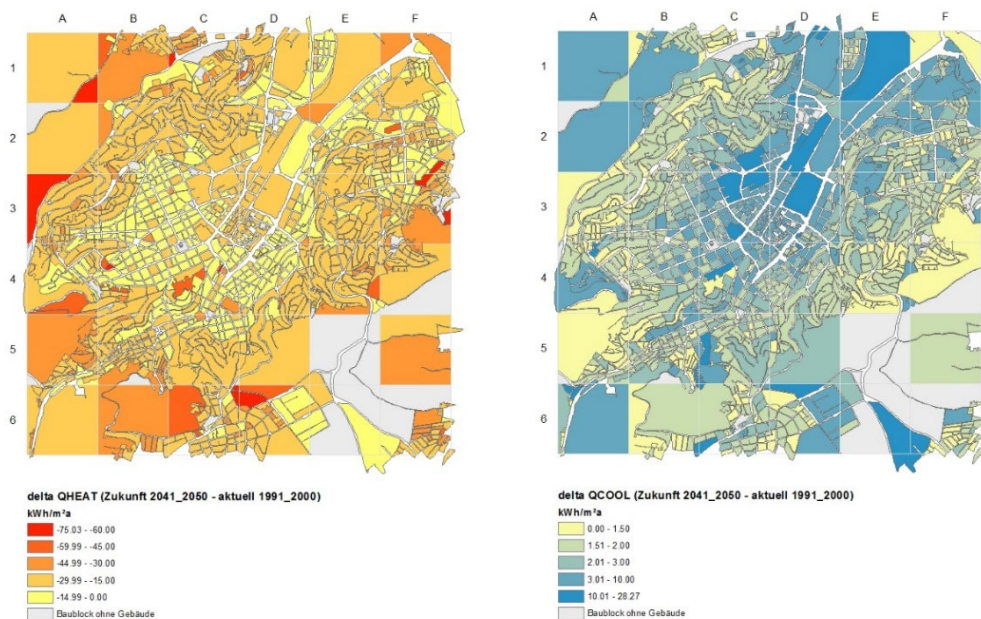 A B C D E F
1
2
3
4
5
6
delta QHEAT (Zukunft 2041_2050 - aktuell 1991_2000)
kWh/m²a
-75.03 - -60.00
-59.99 - -45.00
-44.99 - -30.00
-29.99 - -15.00
-14.99 - 0.00
Baublock ohne Gebäude
A B C D E F
1
2
3
4
5
6
delta QCOOL (Zukunft 2041_2050 - aktuell 1991_2000)
kWh/m²a
0.00 - 1.50
1.51 - 2.00
2.01 - 3.00
3.01 - 10.00
10.01 - 28.27
Baublock ohne Gebäude